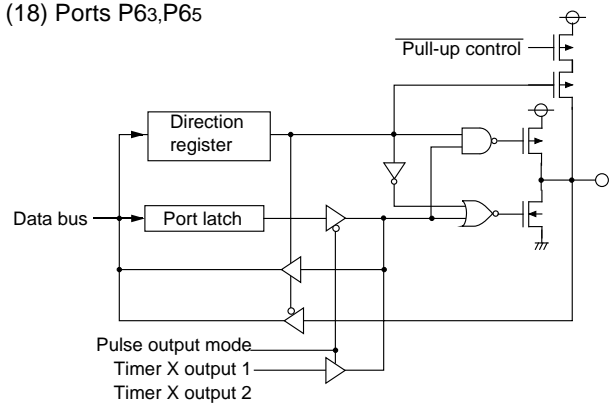 (18) Ports P63,P65
Pull-up control
Direction
register
Data bus
Port latch
Pulse output mode
Timer X output 1
Timer X output 2